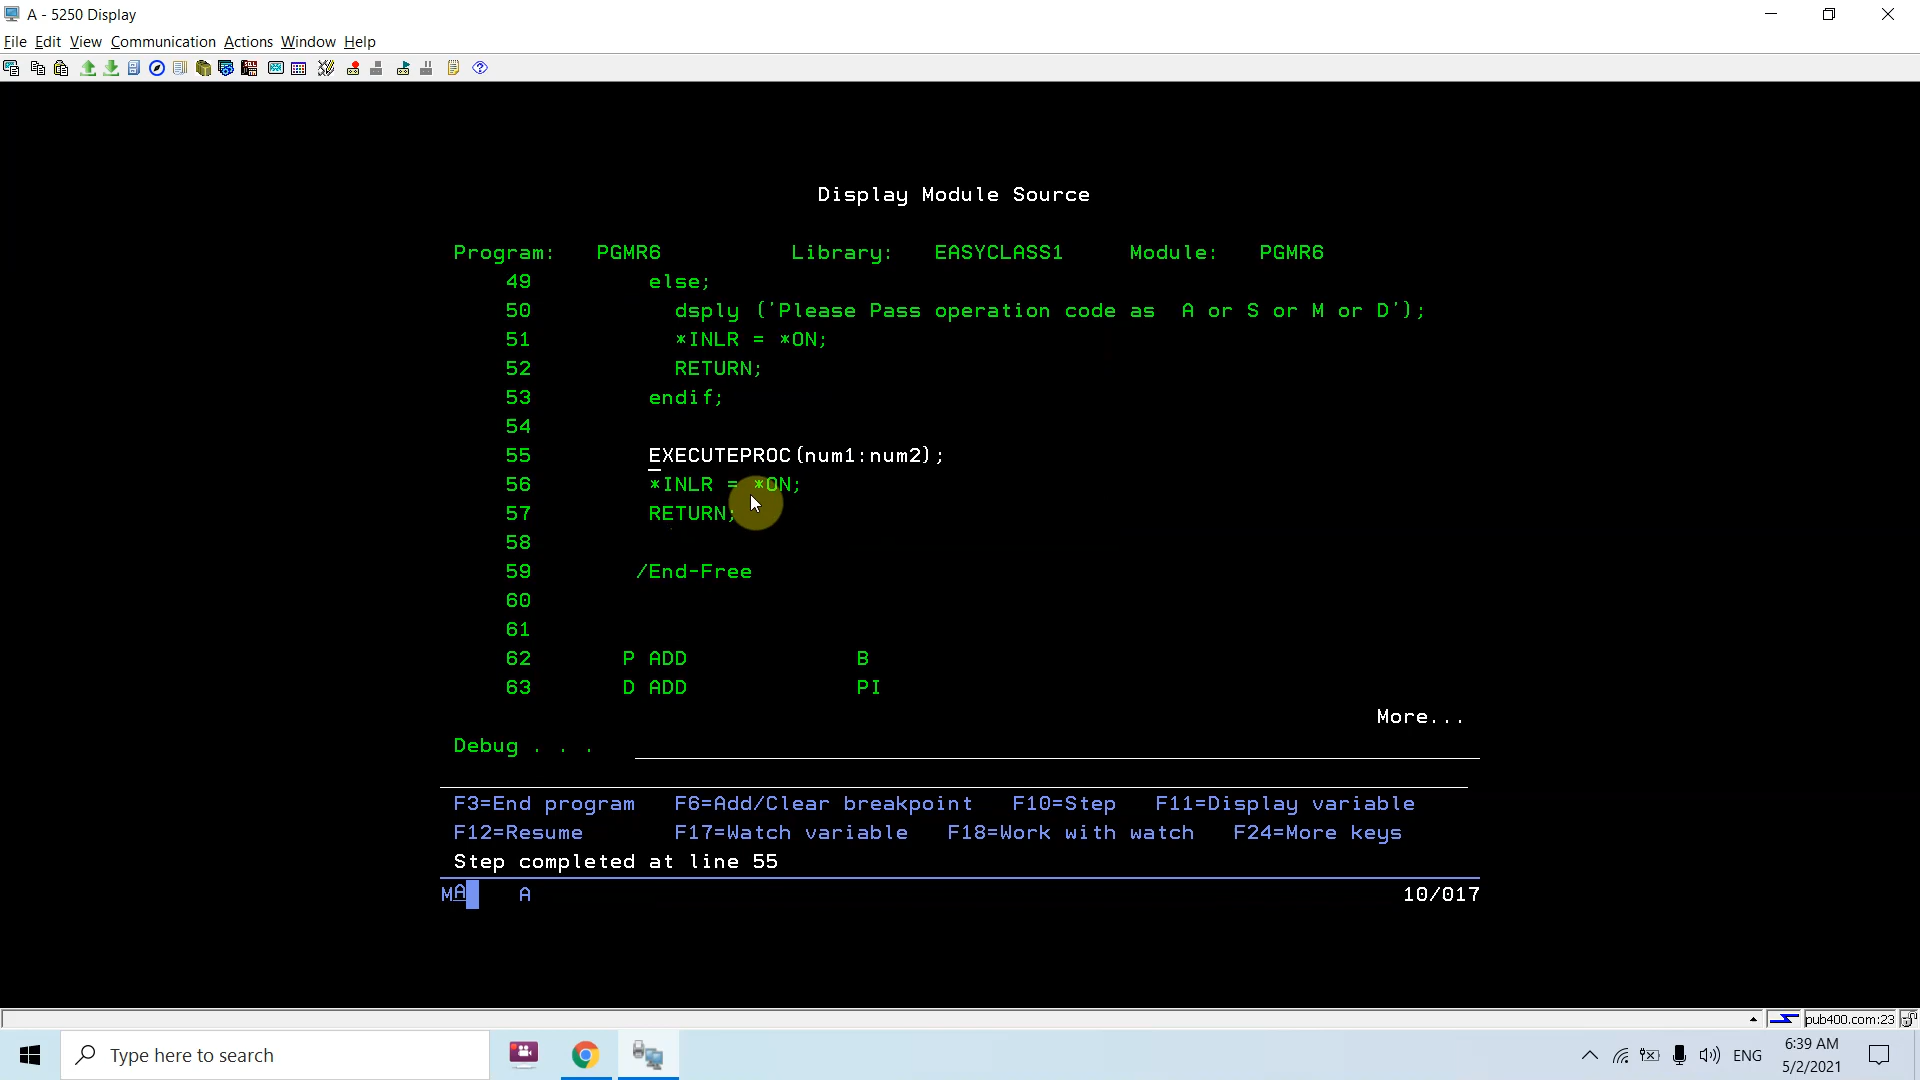 A - 5250 Display
File Edit View Communication Actions Window Help
Display Module Source
Program: PGMR6 Library: EASYCLASS1 Module: PGMR6
49 else;
50 dsply ('Please Pass operation code as A or S or M or D');
51 *INLR = *ON;
52 RETURN;
53 endif;
54
55 EXECUTEPROC(num1:num2);
56 *INLR = *ON;
57 RETURN;
58
59 /End-Free
60
61
62 P ADD B
63 D ADD PI
More...
Debug . . .
F3=End program F6=Add/Clear breakpoint F10=Step F11=Display variable
F12=Resume F17=Watch variable F18=Work with watch F24=More keys
Step completed at line 55
MA A 10/017
pub400.com:23
Type here to search
ENG
6:39 AM
5/2/2021